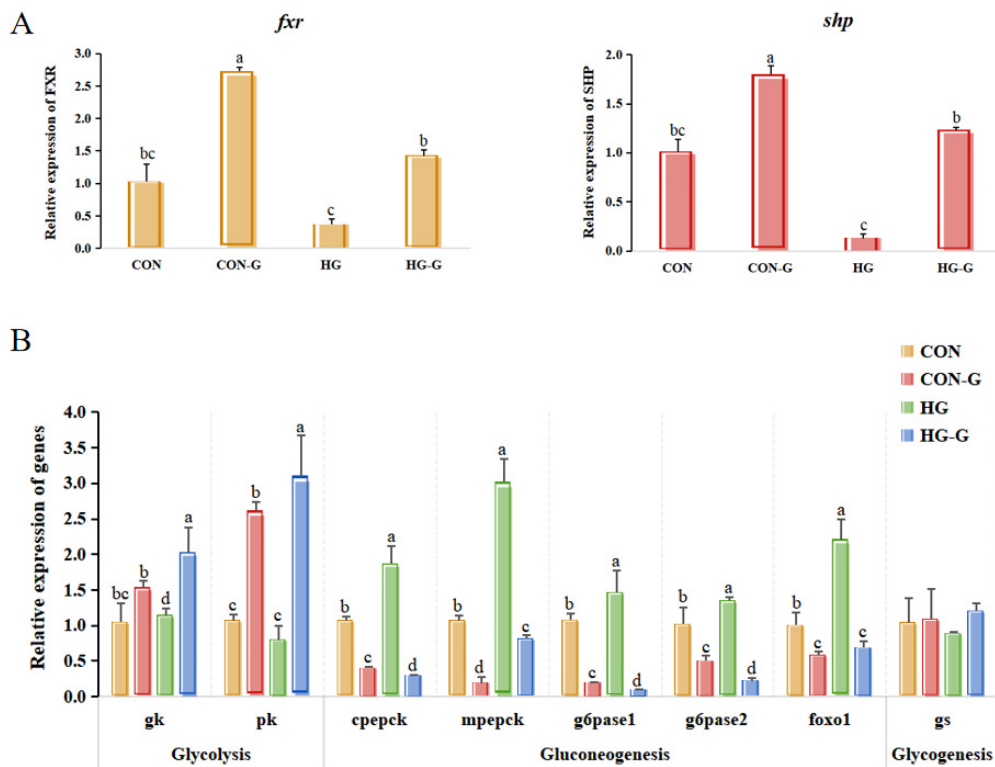 A
fxr
Relative expression of FXR
3.0
2.5
2.0
1.5
1.0
0.5
0.0
bc
a
c
b
CON
CON-G
HG
HG-G
shp
Relative expression of SHP
2.0
1.5
1.0
0.5
0.0
bc
a
c
b
CON
CON-G
HG
HG-G
B
CON
CON-G
HG
HG-G
Relative expression of genes
4.0
3.5
3.0
2.5
2.0
1.5
1.0
0.5
0.0
bc b d a
c b c a
b c a d
b d a c
b c a d
b c a d
b c a c
gk pk cpepck mpepck g6pase1 g6pase2 foxo1 gs
Glycolysis Gluconeogenesis Glycogenesis